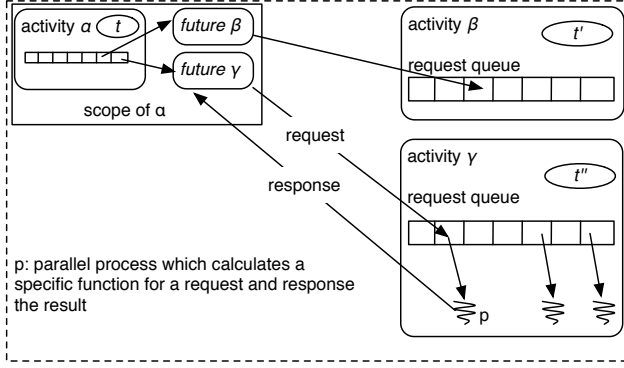 activity α
t
future β
future γ
scope of α
activity β
t'
request queue
activity γ
t''
request queue
request
response
p
p: parallel process which calculates a
specific function for a request and response
the result